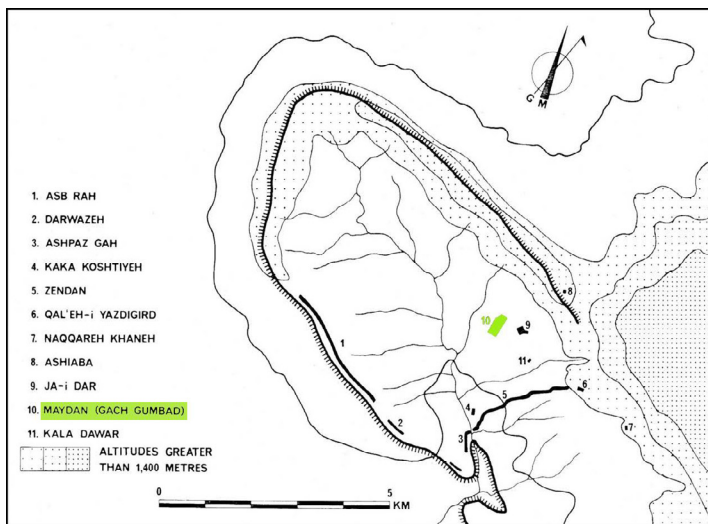 G M
1. ASB RAH
2. DARWAZEH
3. ASHPAZ GAH
4. KAKA KOSHTIYEH
5. ZENDAN
6. QAL'EH-i YAZDIGIRD
7. NAQQAREH KHANEH
8. ASHIABA
9. JA-i DAR
10. MAYDAN (GACH GUMBAD)
11. KALA DAWAR
ALTITUDES GREATER
THAN 1,400 METRES
8
10
9
1
11
6
5
4
2
7
3
0 5
KM